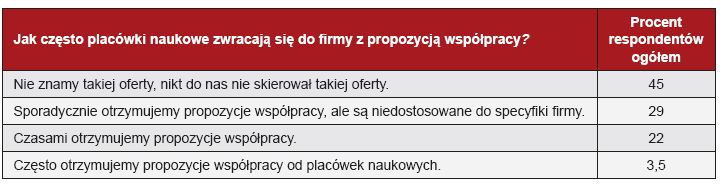 Jak często placówki naukowe zwracają się do firmy z propozycją współpracy?
Procent
respondentów
ogółem
Nie znamy takiej oferty, nikt do nas nie skierował takiej oferty.
45
Sporadycznie otrzymujemy propozycje współpracy, ale są niedostosowane do specyfiki firmy.
29
Czasami otrzymujemy propozycje współpracy.
22
Często otrzymujemy propozycje współpracy od placówek naukowych.
3,5